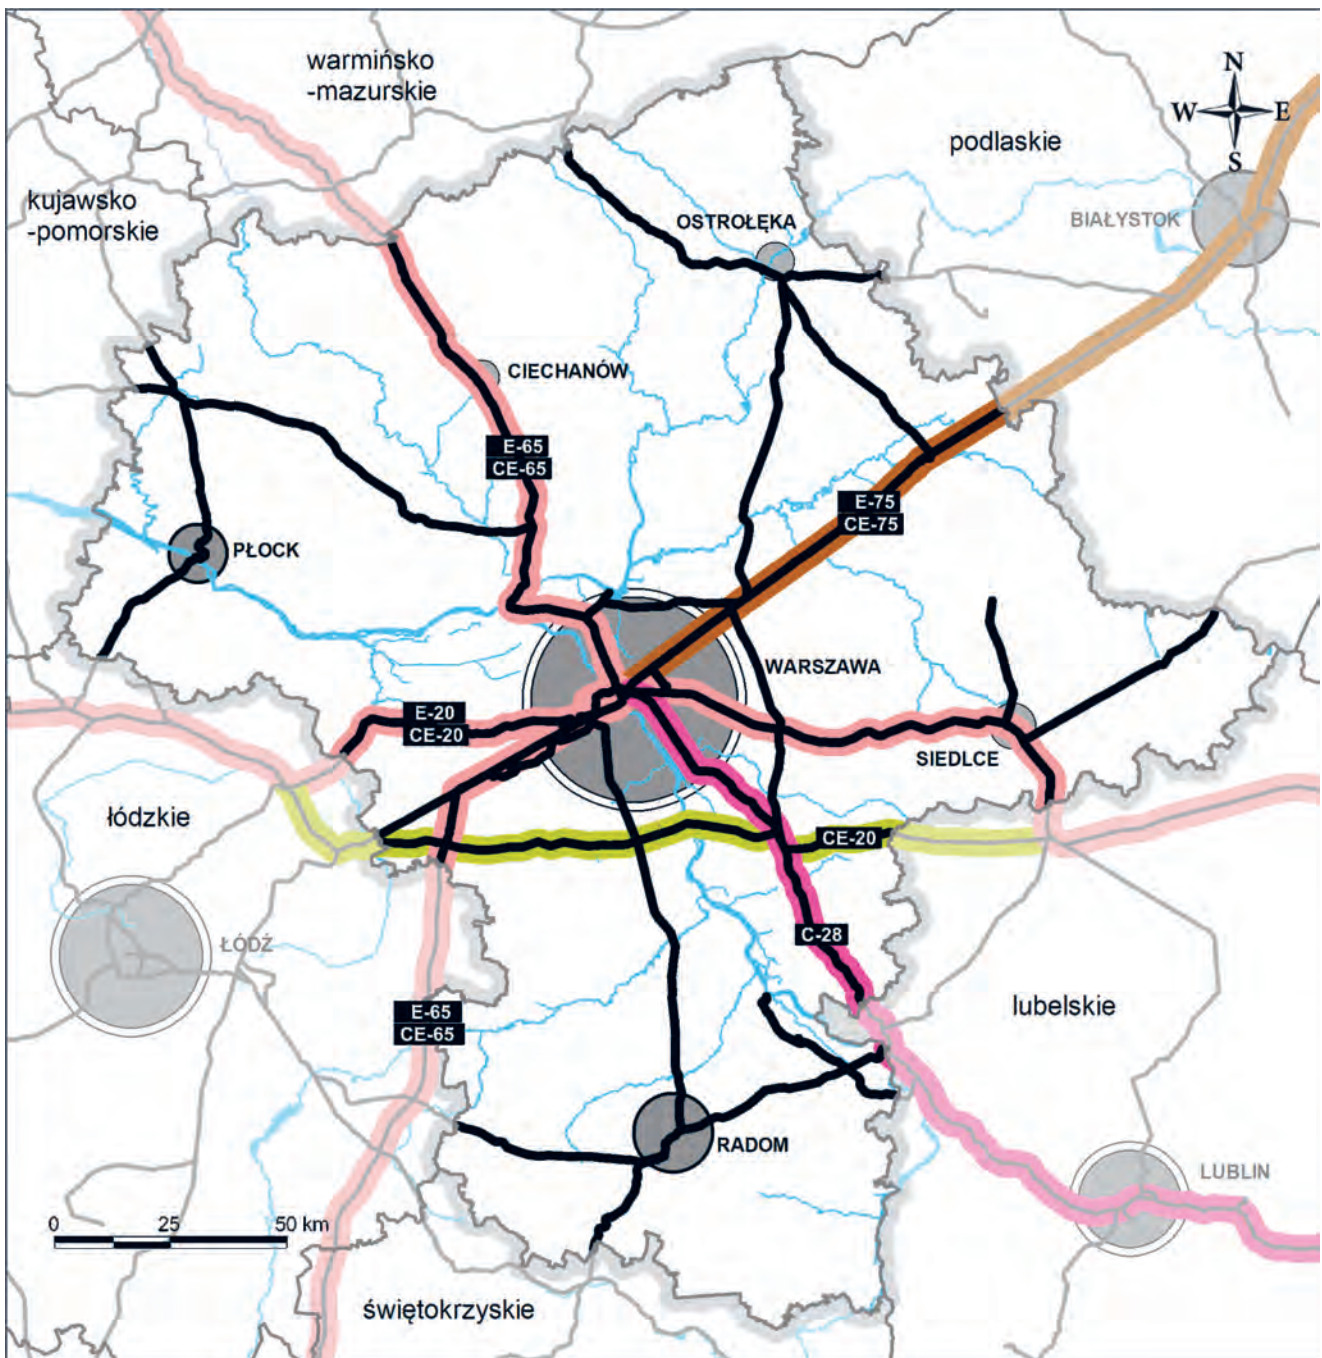 warmińsko
-mazurskie
N
W
E
S
podlaskie
kujawsko
-pomorskie
OSTROŁĘKA
BIAŁYSTOK
CIECHANÓW
E-65
CE-65
E-75
CE-75
PŁOCK
WARSZAWA
E-20
CE-20
SIEDLCE
łódzkie
CE-20
C-28
ŁÓDŹ
E-65
CE-65
lubelskie
RADOM
LUBLIN
0 25 50 km
świętokrzyskie